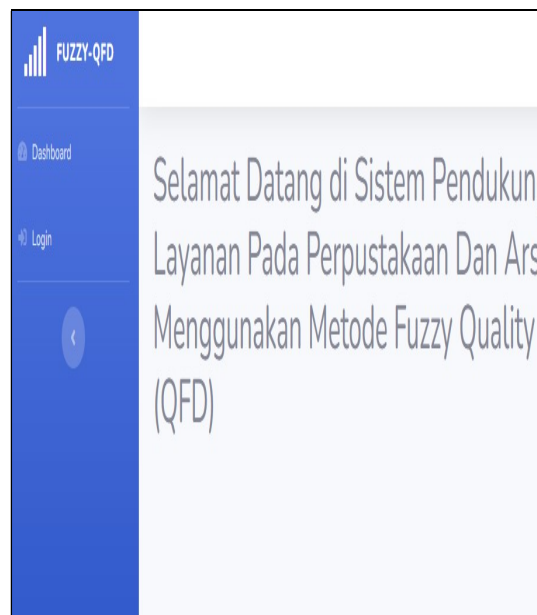 FUZZY-QFD
Dashboard
Login
Selamat Datang di Sistem Pendukun
Layanan Pada Perpustakaan Dan Ars
Menggunakan Metode Fuzzy Quality
(QFD)